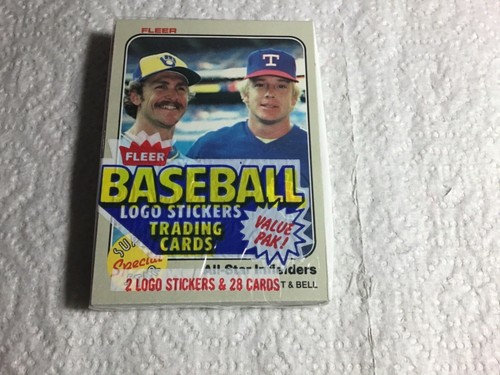 FLEER
T
FLEER
BASEBALL
LOGO STICKERS
TRADING
CARDS
VALUE
PAK!
Special
All-Star Infielders
2 LOGO STICKERS & 28 CARDS
T & BELL